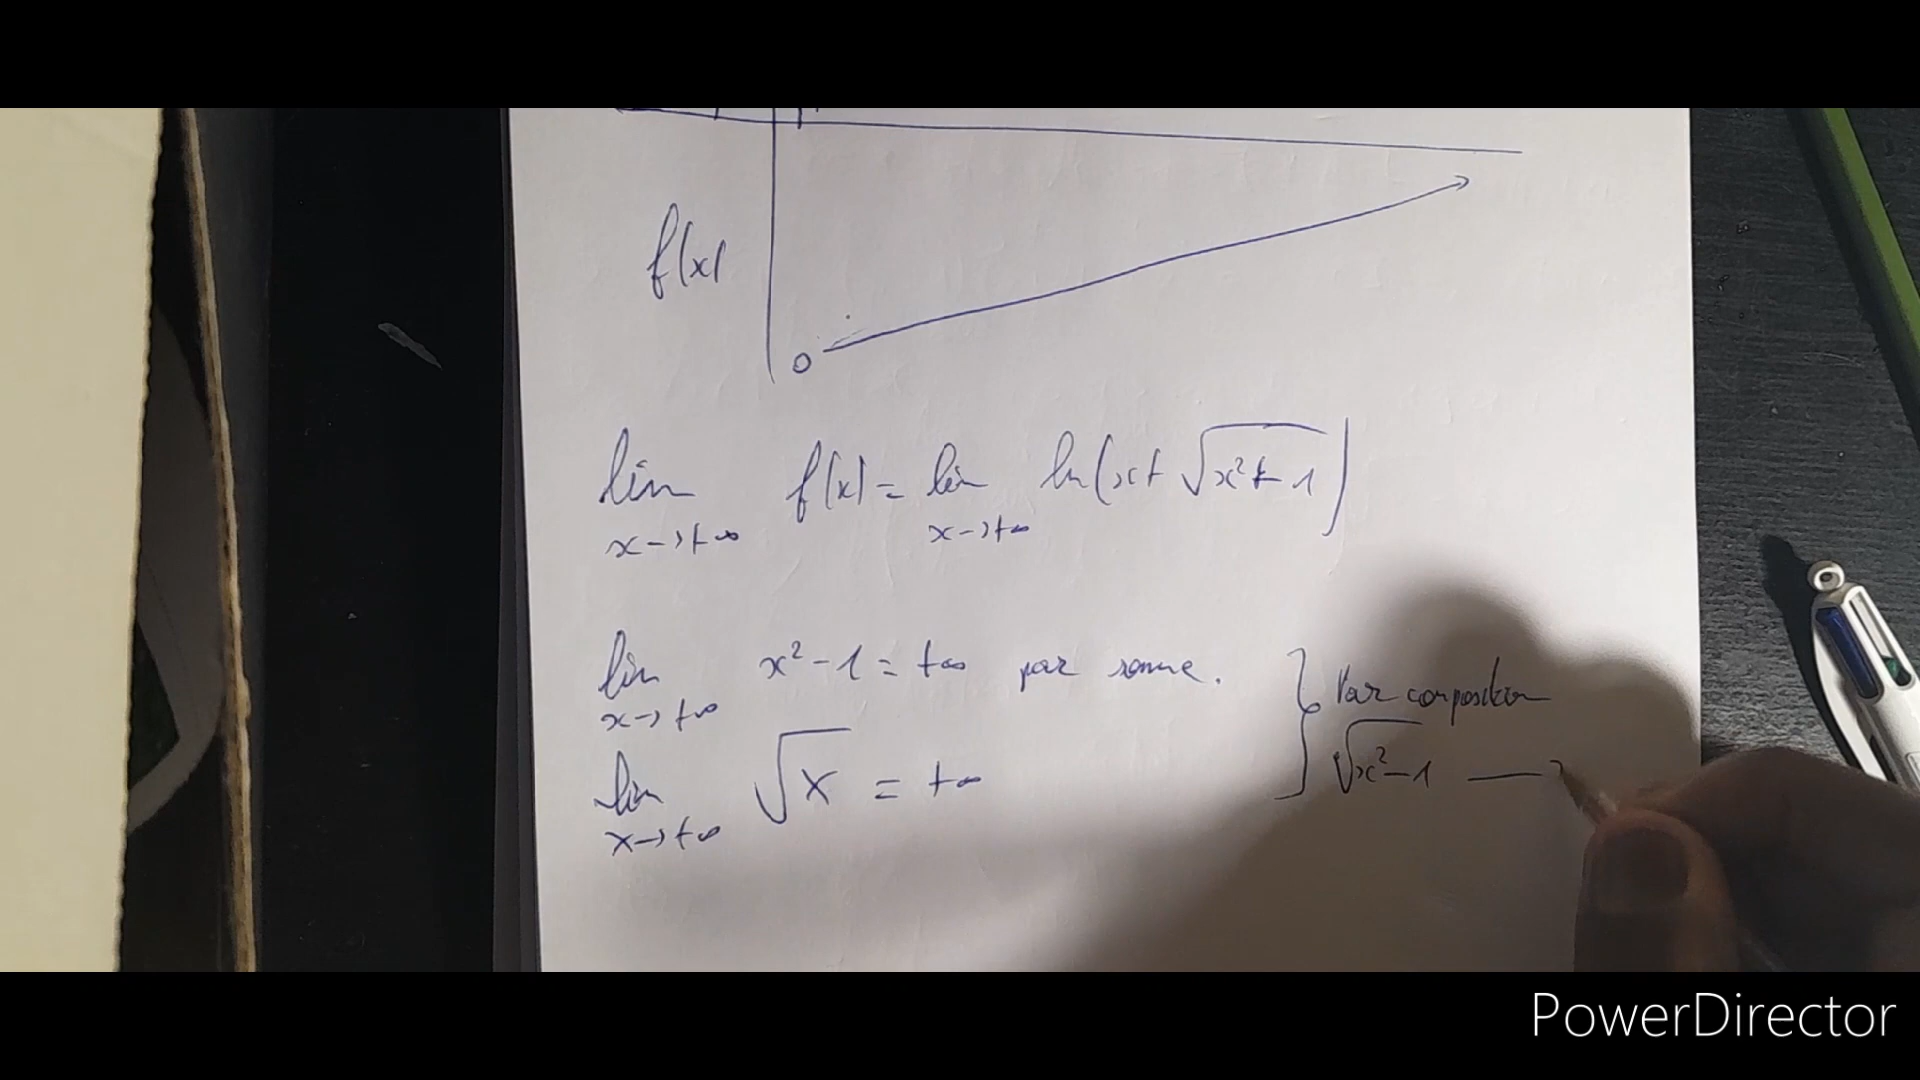 f(x)
0
lim f(x) = lim ln(x + √x² - 1)
x→+∞ x→+∞
lim x² - 1 = +∞ par somme.
x→+∞
Par composition
√x² - 1 →
lim √X = +∞
X→+∞
PowerDirector